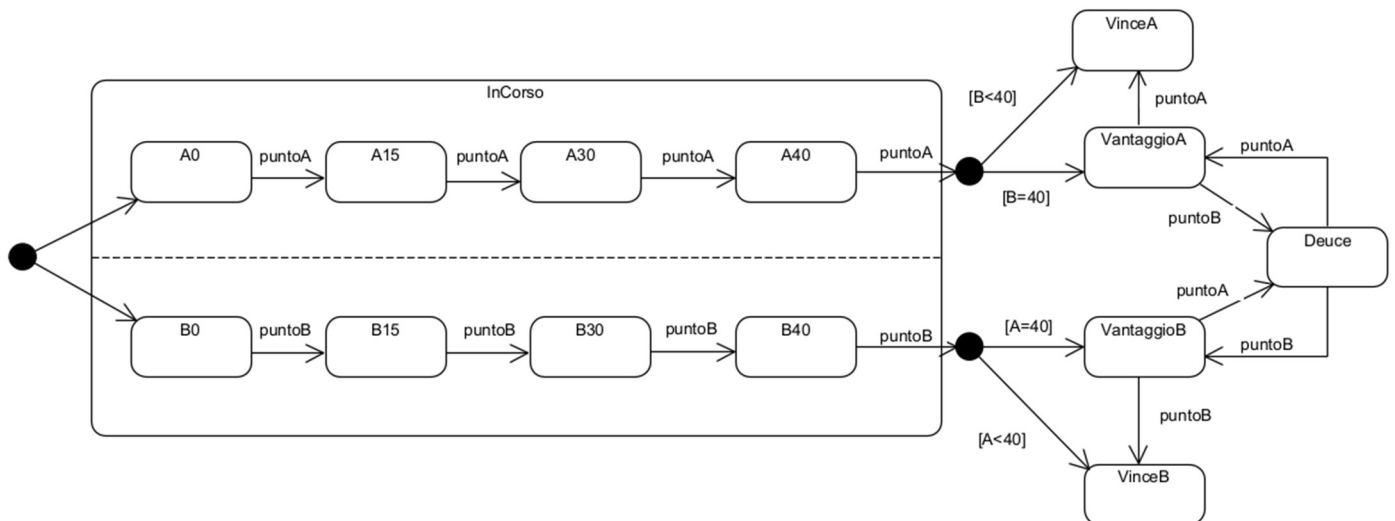 VinceA
InCorso
[B<40]
puntoA
A0
puntoA
A15
puntoA
A30
puntoA
A40
puntoA
VantaggioA
puntoA
[B=40]
puntoB
Deuce
puntoA
B0
puntoB
B15
puntoB
B30
puntoB
B40
puntoB
[A=40]
VantaggioB
puntoB
puntoB
[A<40]
VinceB